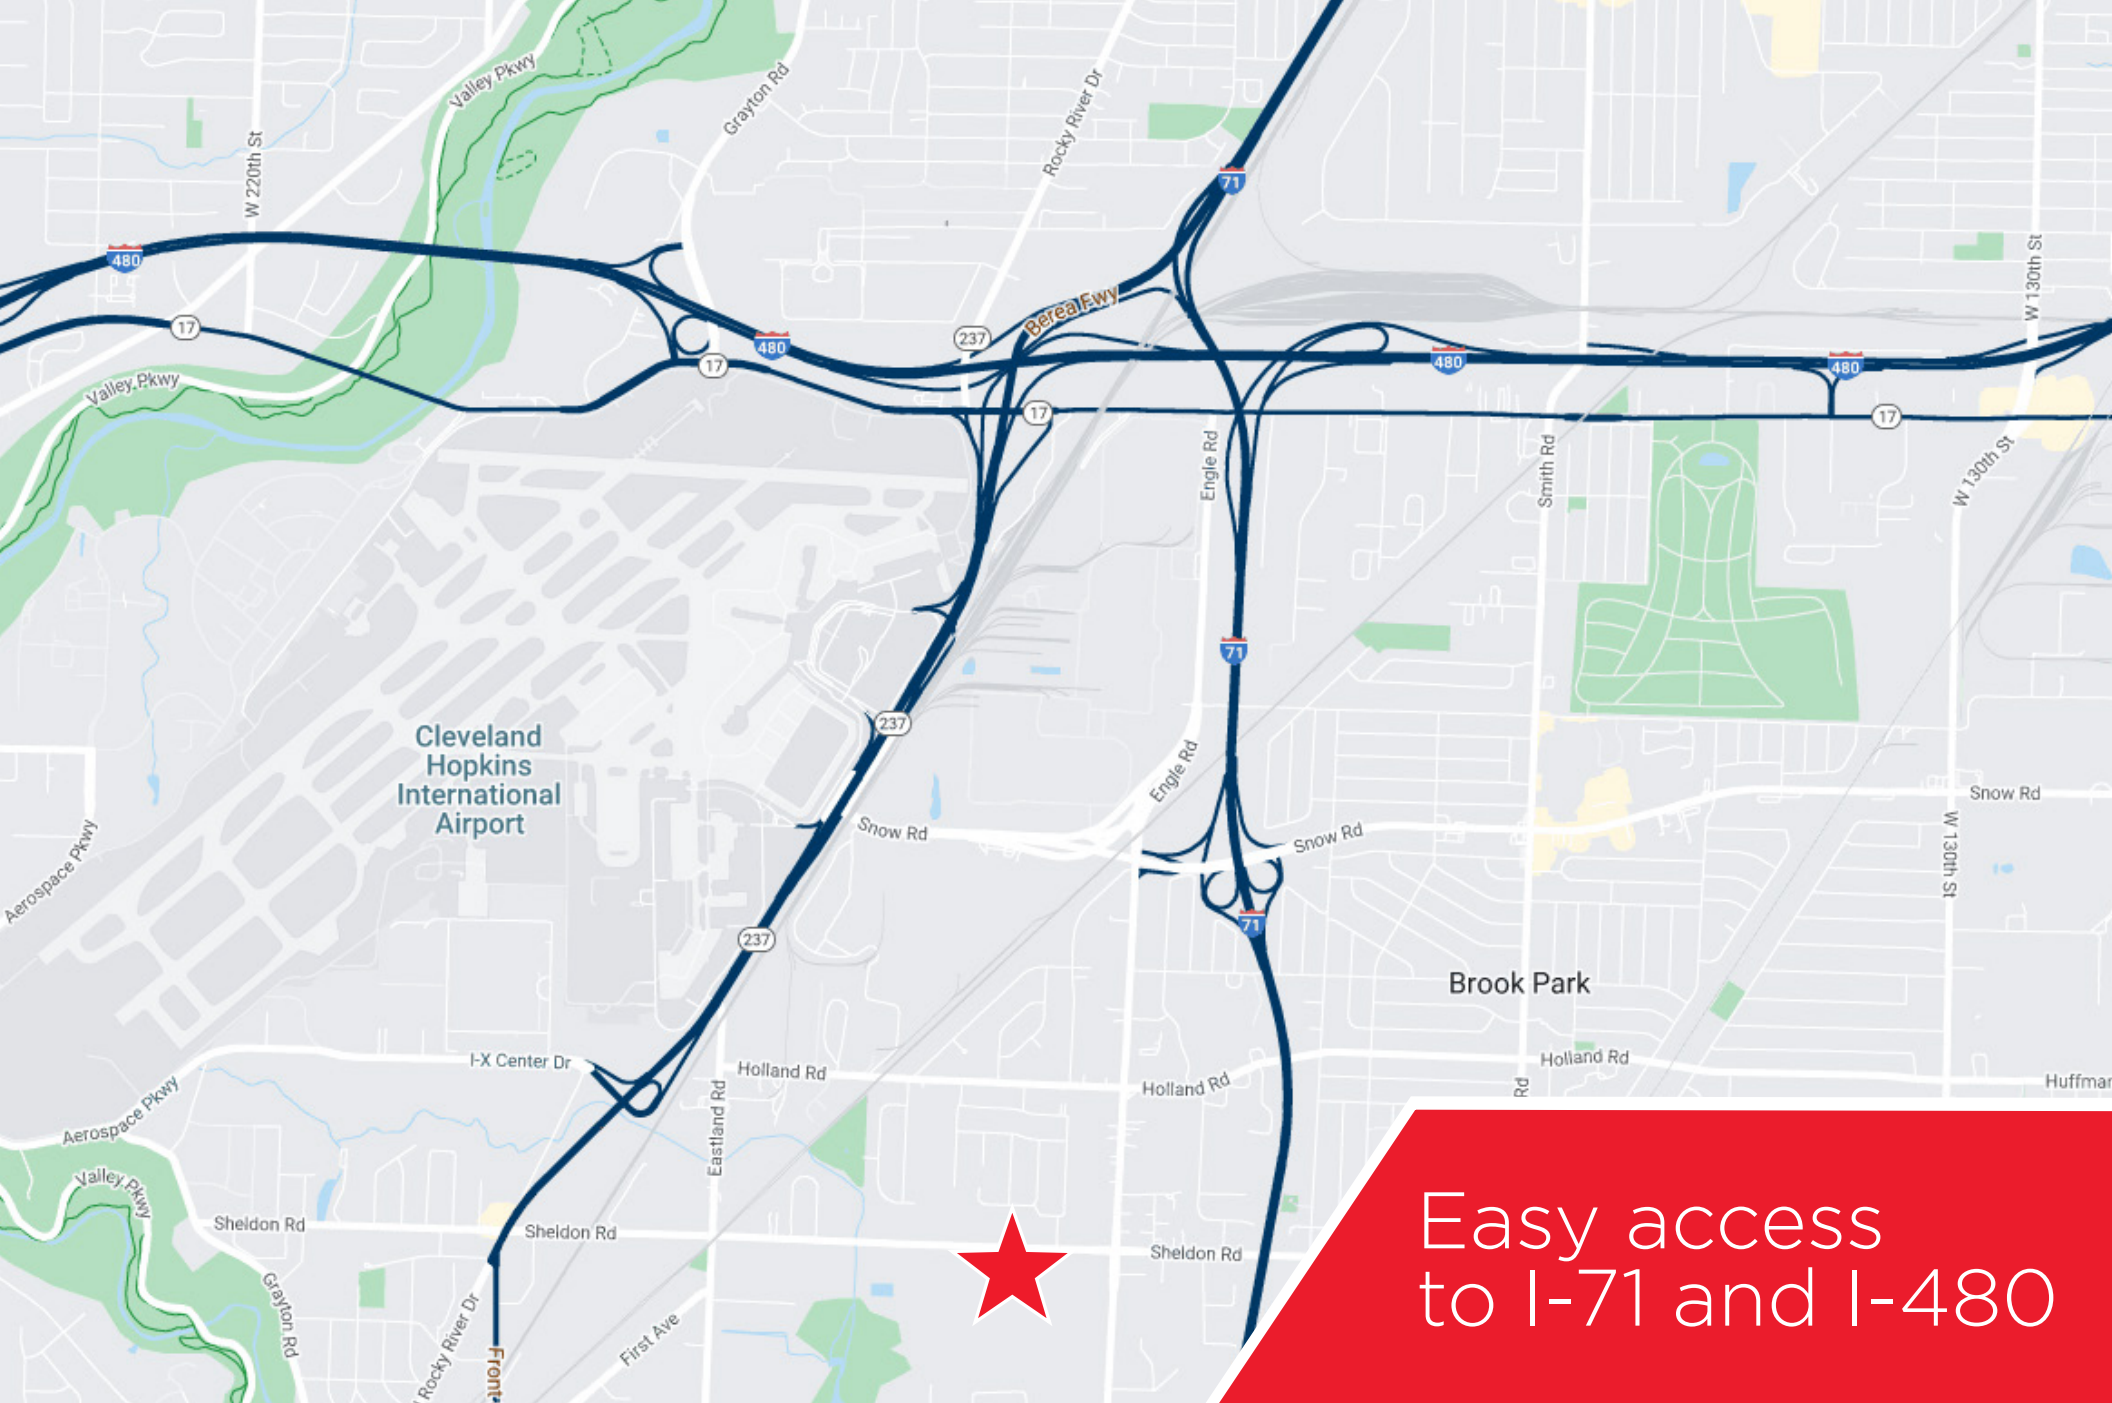 Valley Pkwy
Grayton Rd
Rocky River Dr
W 220th St
71
480
W 130th St
17
Berea Fwy
237
480
17
480
480
Valley Pkwy
17
17
Engle Rd
Smith Rd
W 130th St
71
237
Cleveland
Hopkins
International
Airport
Engle Rd
Snow Rd
Snow Rd
Snow Rd
Aerospace Pkwy
W 130th St
71
237
Brook Park
I-X Center Dr
Holland Rd
Holland Rd
Holland Rd
Huffman
Rd
Aerospace Pkwy
Eastland Rd
Valley Pkwy
Sheldon Rd
Sheldon Rd
Sheldon Rd
Grayton Rd
Rocky River Dr
Front
First Ave
Easy access
to I-71 and I-480